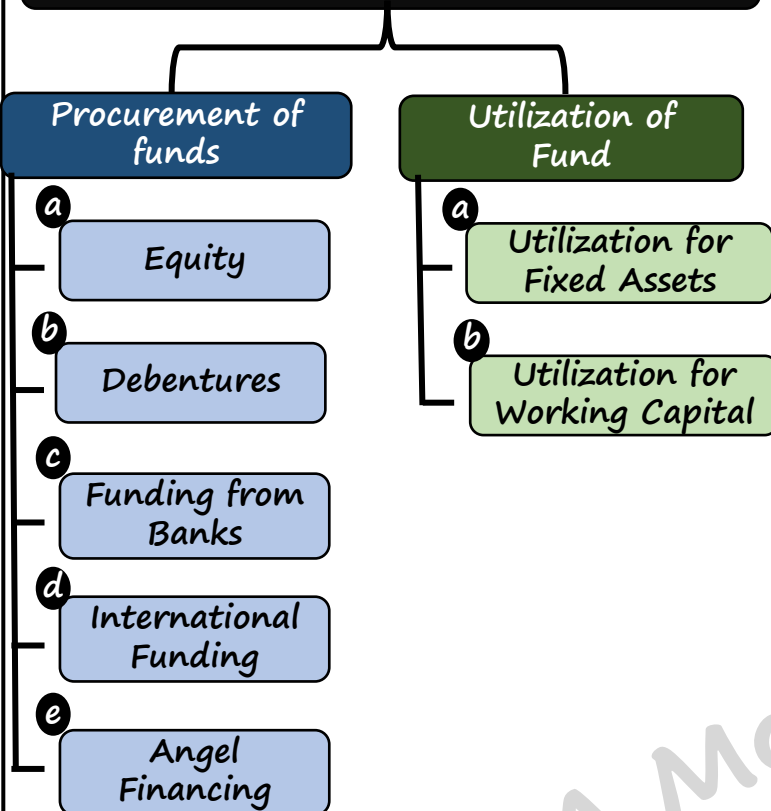 Procurement of
funds
a
Equity
b
Debentures
c
Funding from
Banks
d
International
Funding
e
Angel
Financing
Utilization of
Fund
a
Utilization for
Fixed Assets
b
Utilization for
Working Capital